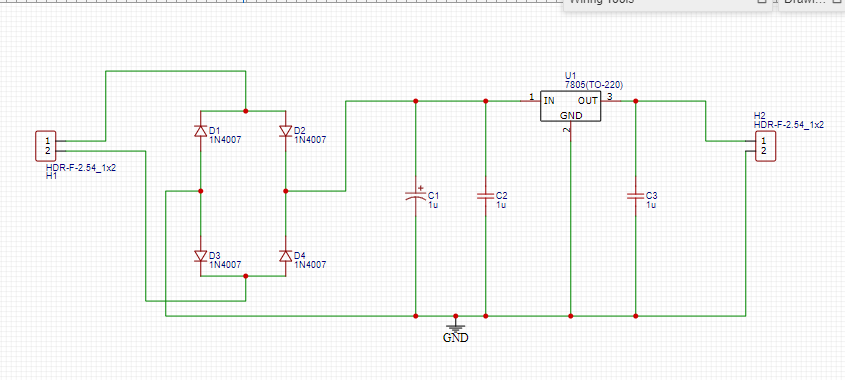 Wiring Tools
Drawi...
U1
7805(TO-220)
1 IN OUT 3
GND
2
H2
HDR-F-2.54_1x2
1
2
D1
1N4007
D2
1N4007
1
2
HDR-F-2.54_1x2
H1
+
C1
1u
C2
1u
C3
1u
D3
1N4007
D4
1N4007
GND